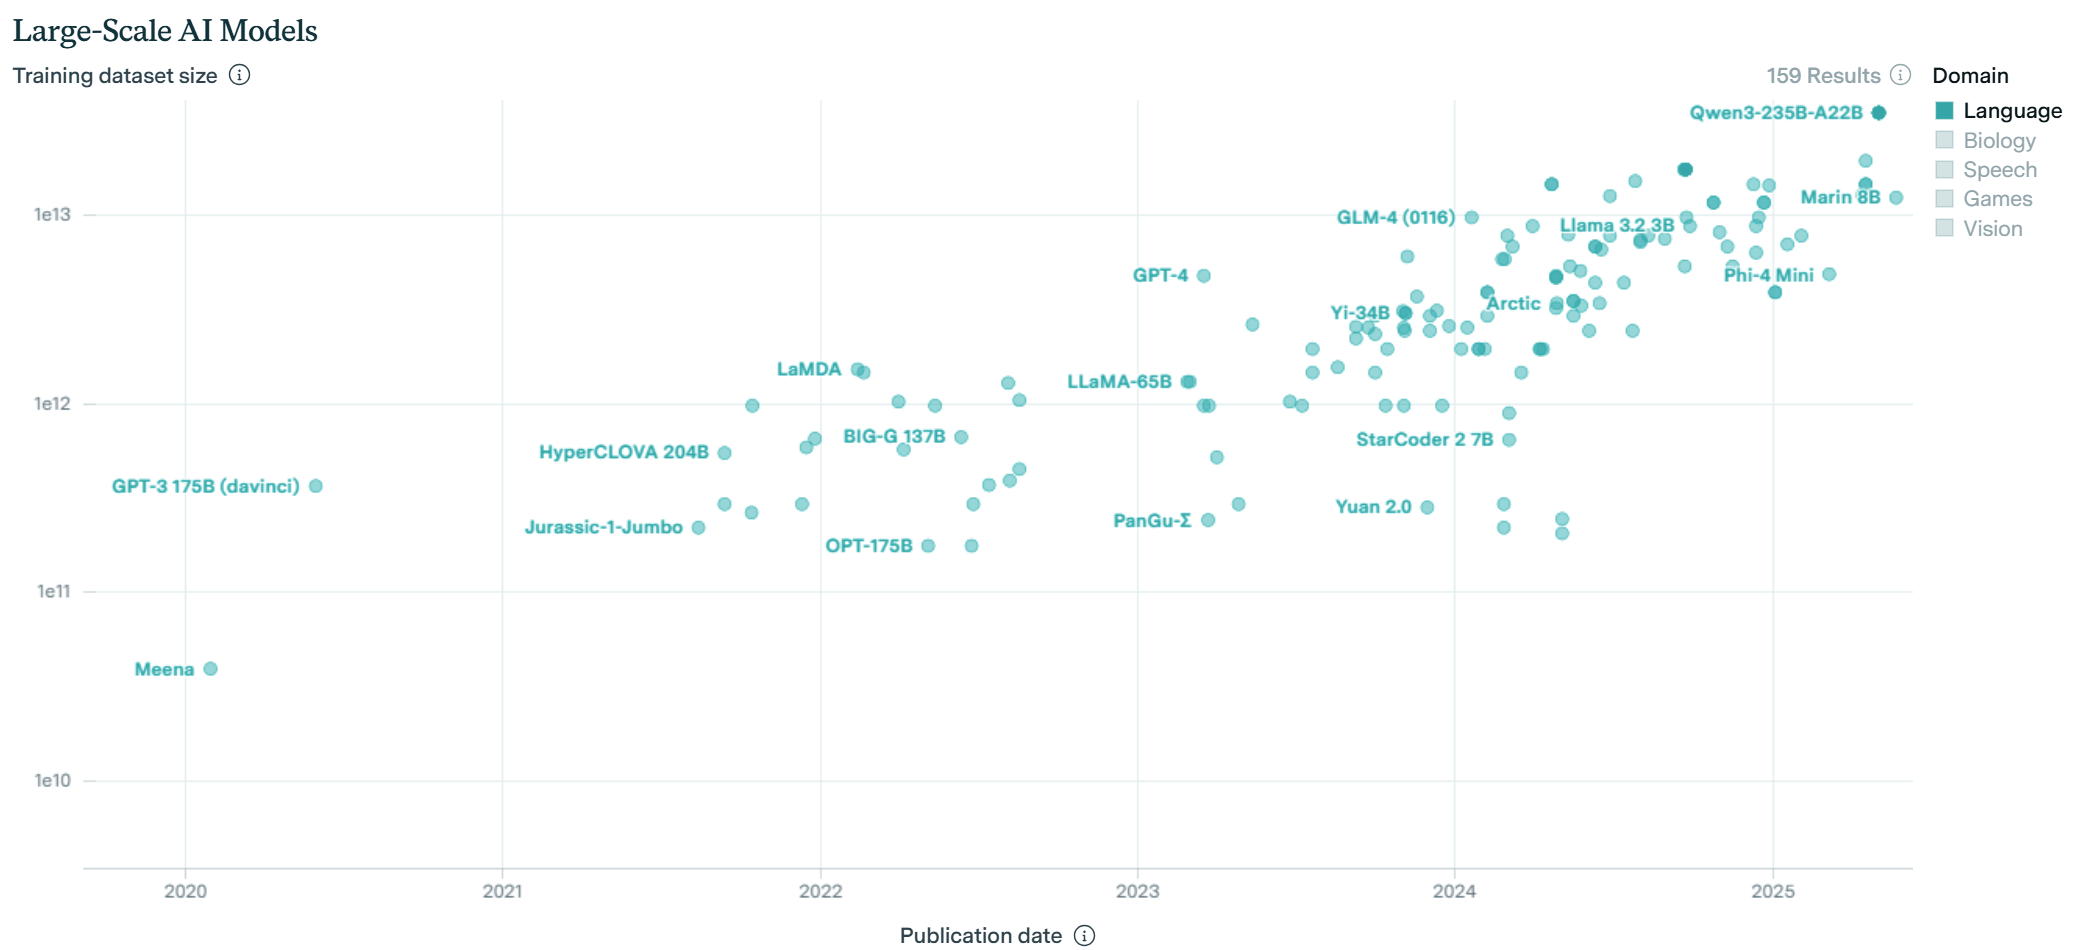 Large-Scale AI Models
Training dataset size
159 Results
Domain
Language
Biology
Speech
Games
Vision
Qwen3-235B-A22B
Marin 8B
1e13
GLM-4 (0116)
Llama 3.2 3B
GPT-4
Phi-4 Mini
Arctic
Yi-34B
LaMDA
LLaMA-65B
1e12
BIG-G 137B
StarCoder 2 7B
HyperCLOVA 204B
GPT-3 175B (davinci)
Yuan 2.0
PanGu-Σ
Jurassic-1-Jumbo
OPT-175B
1e11
Meena
1e10
2020 2021 2022 2023 2024 2025
Publication date